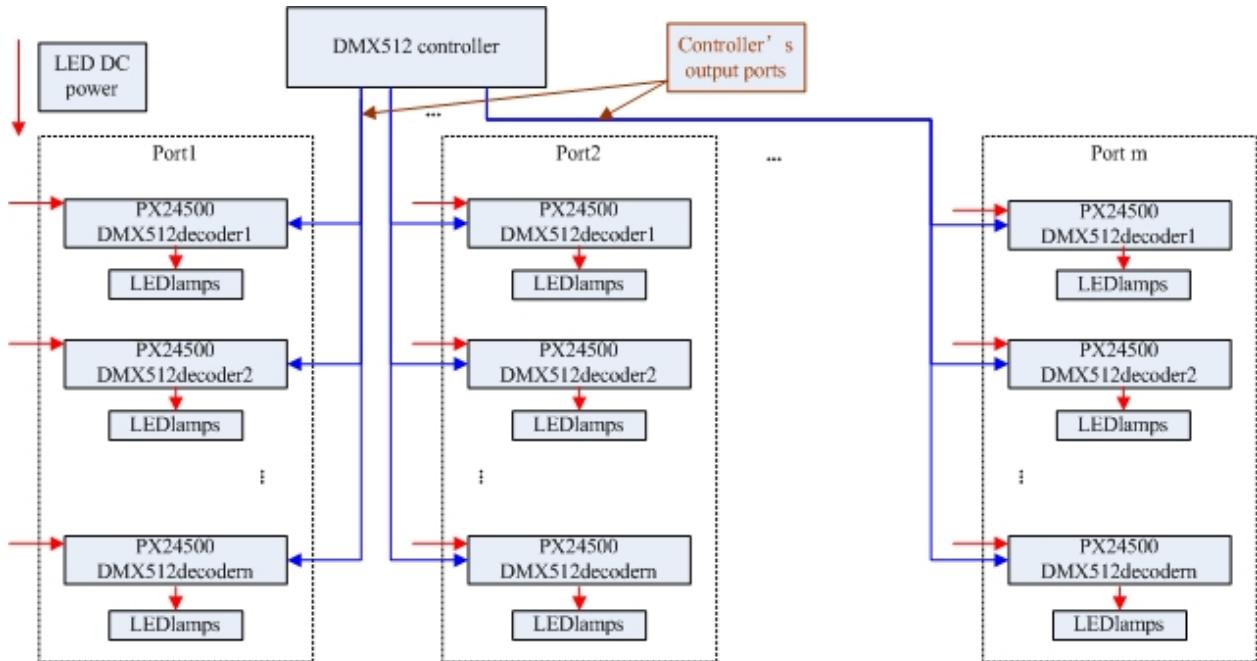 DMX512 controller
Controller's
output ports
LED DC
power
...
Port1
Port2
...
Port m
PX24500
DMX512decoder1
LEDlamps
PX24500
DMX512decoder1
LEDlamps
PX24500
DMX512decoder1
LEDlamps
PX24500
DMX512decoder2
LEDlamps
PX24500
DMX512decoder2
LEDlamps
PX24500
DMX512decoder2
LEDlamps
...
...
...
PX24500
DMX512decodern
LEDlamps
PX24500
DMX512decodern
LEDlamps
PX24500
DMX512decodern
LEDlamps